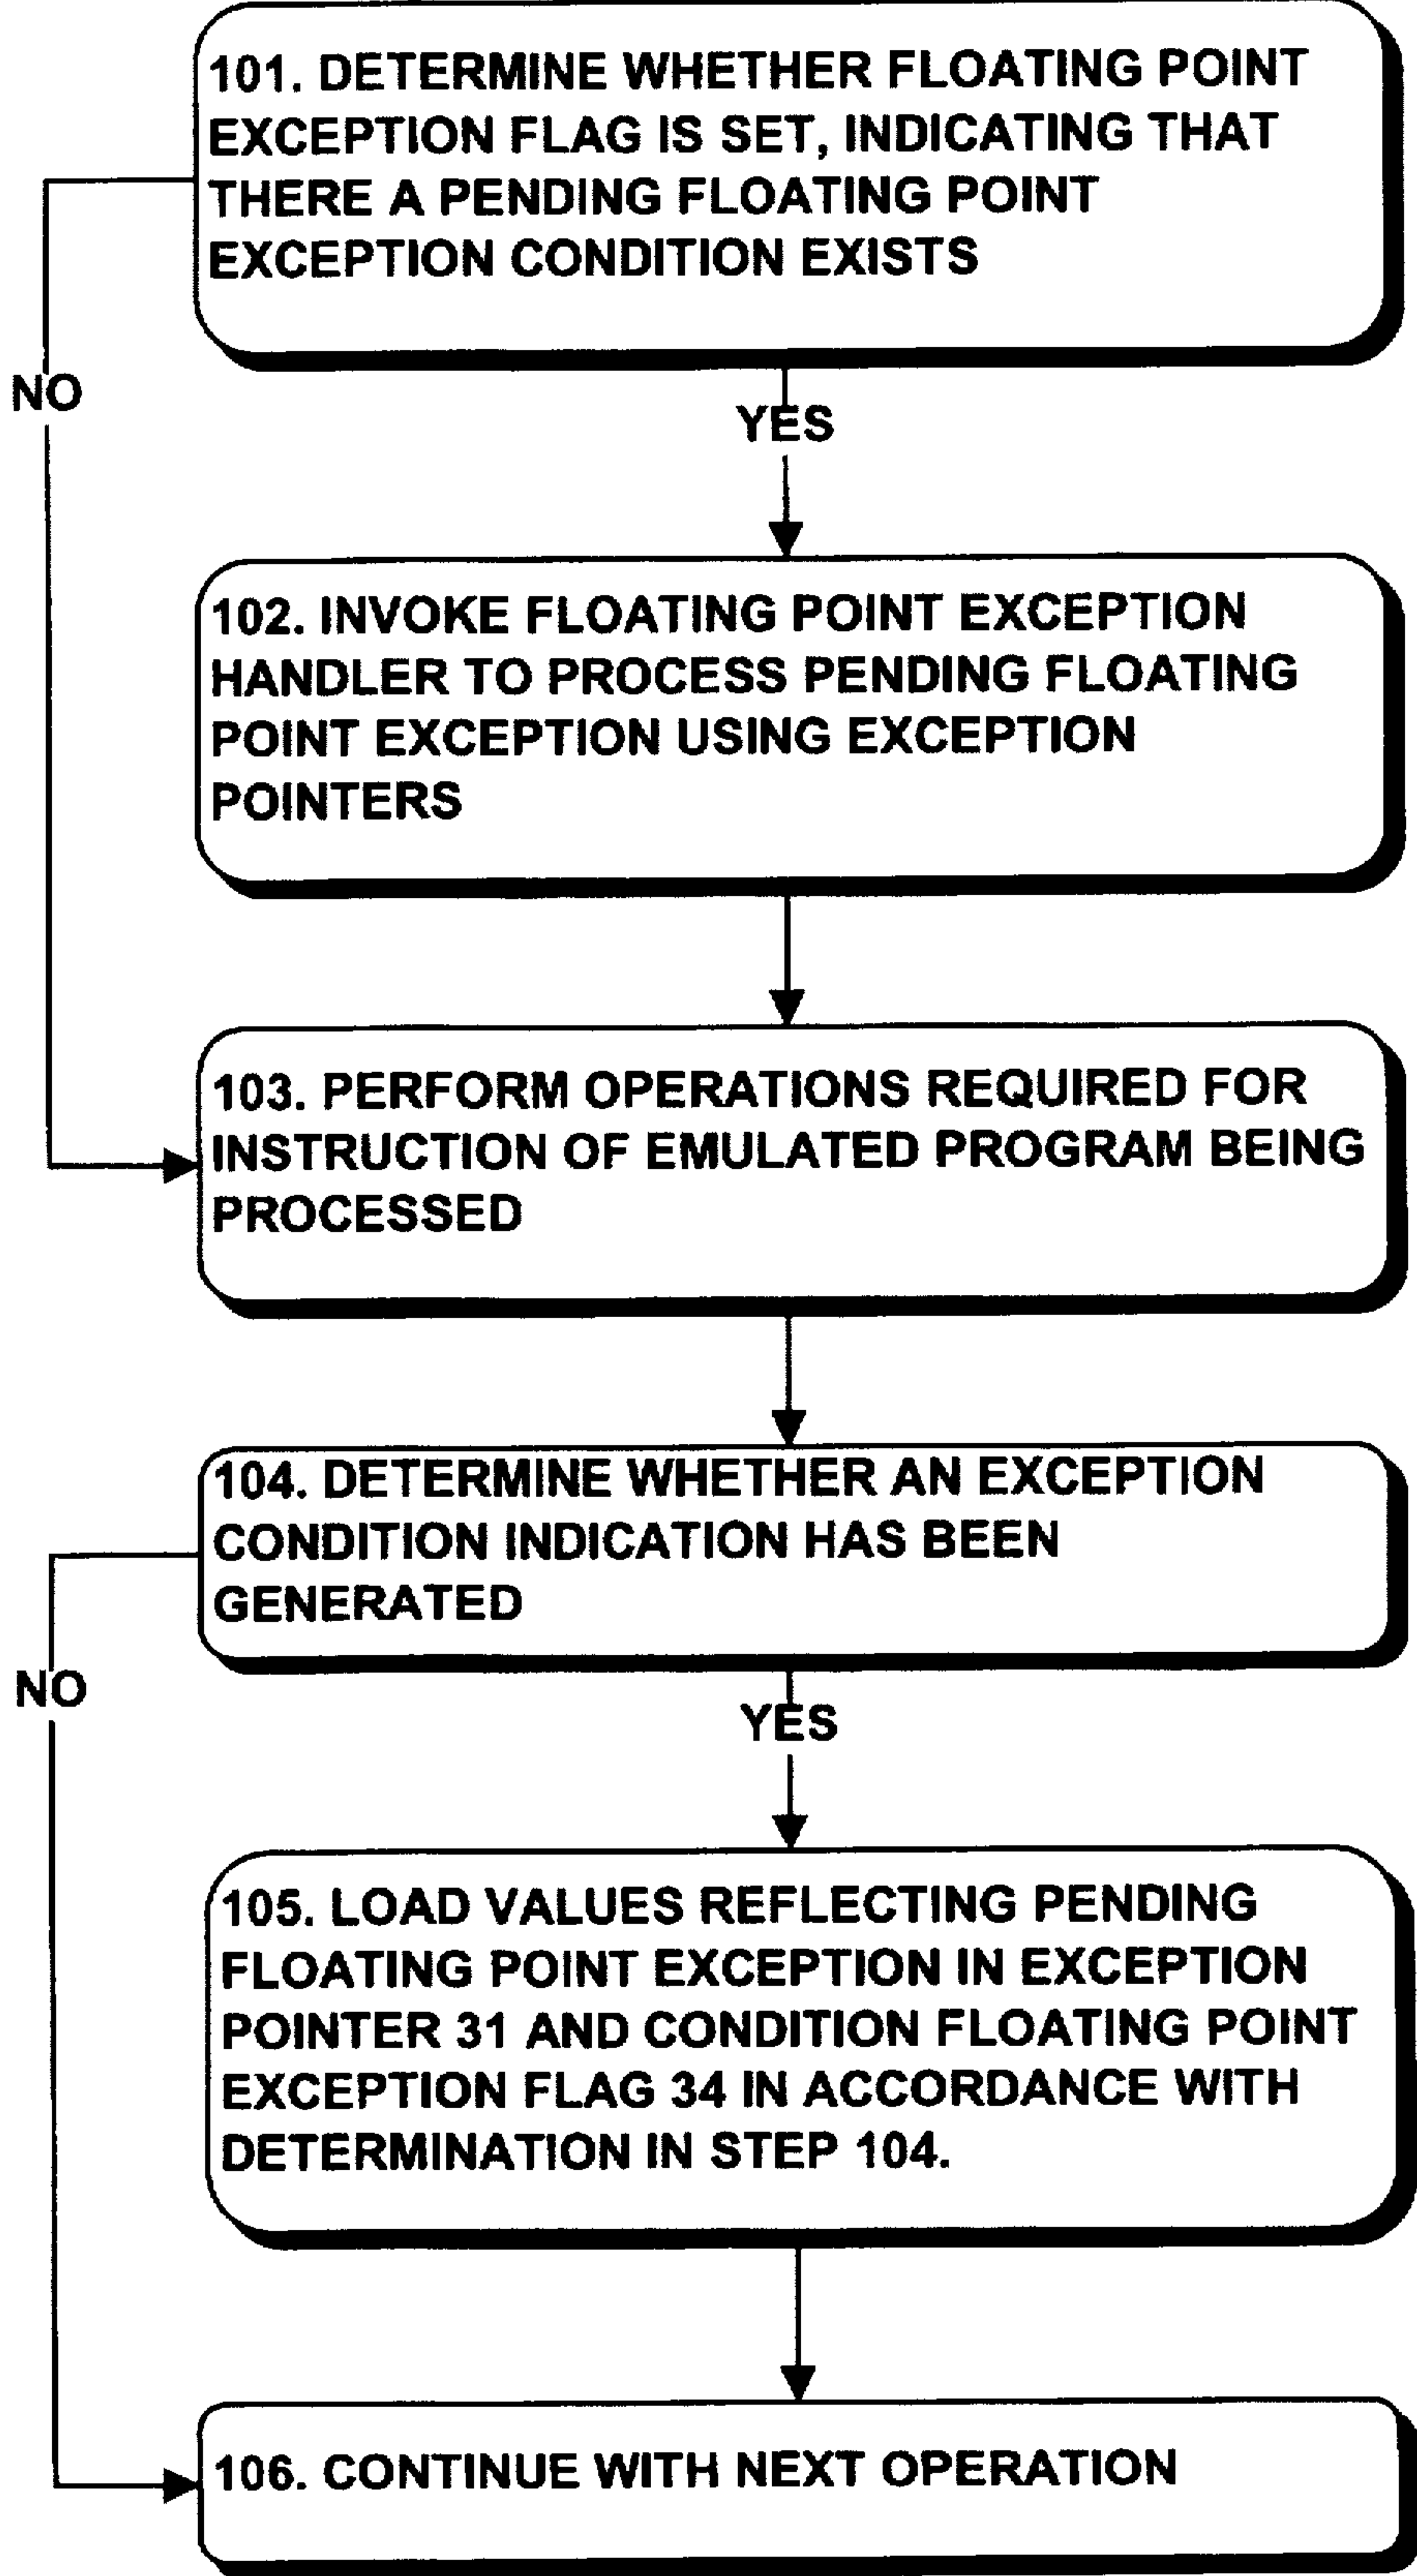 101. DETERMINE WHETHER FLOATING POINT
EXCEPTION FLAG IS SET, INDICATING THAT
THERE A PENDING FLOATING POINT
EXCEPTION CONDITION EXISTS
NO
YES
102. INVOKE FLOATING POINT EXCEPTION
HANDLER TO PROCESS PENDING FLOATING
POINT EXCEPTION USING EXCEPTION
POINTERS
103. PERFORM OPERATIONS REQUIRED FOR
INSTRUCTION OF EMULATED PROGRAM BEING
PROCESSED
104. DETERMINE WHETHER AN EXCEPTION
CONDITION INDICATION HAS BEEN
GENERATED
NO
YES
105. LOAD VALUES REFLECTING PENDING
FLOATING POINT EXCEPTION IN EXCEPTION
POINTER 31 AND CONDITION FLOATING POINT
EXCEPTION FLAG 34 IN ACCORDANCE WITH
DETERMINATION IN STEP 104.
106. CONTINUE WITH NEXT OPERATION